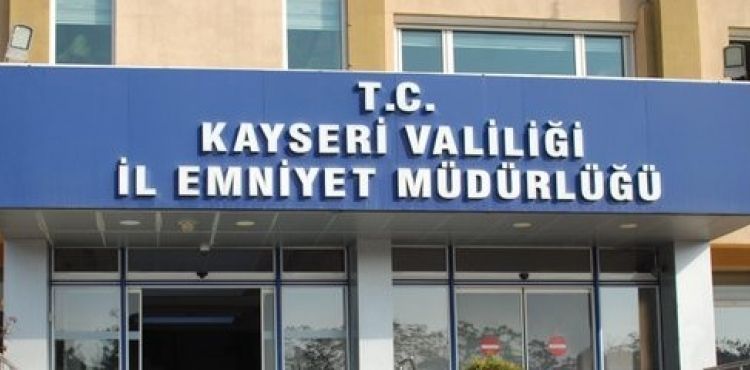 T.C.
KAYSERİ VALİLİĞİ
İL EMNİYET MÜDÜRLÜĞÜ